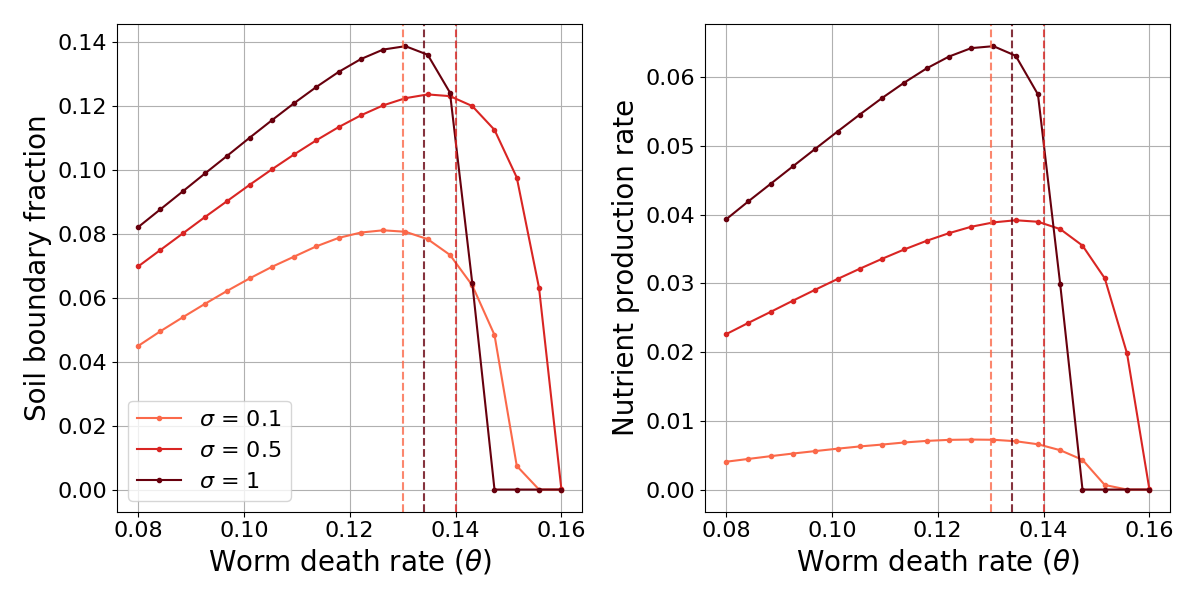 Soil boundary fraction
0.14
0.12
0.10
0.08
0.06
0.04
0.02
0.00
σ = 0.1
σ = 0.5
σ = 1
0.08 0.10 0.12 0.14 0.16
Worm death rate (θ)
Nutrient production rate
0.06
0.05
0.04
0.03
0.02
0.01
0.00
0.08 0.10 0.12 0.14 0.16
Worm death rate (θ)